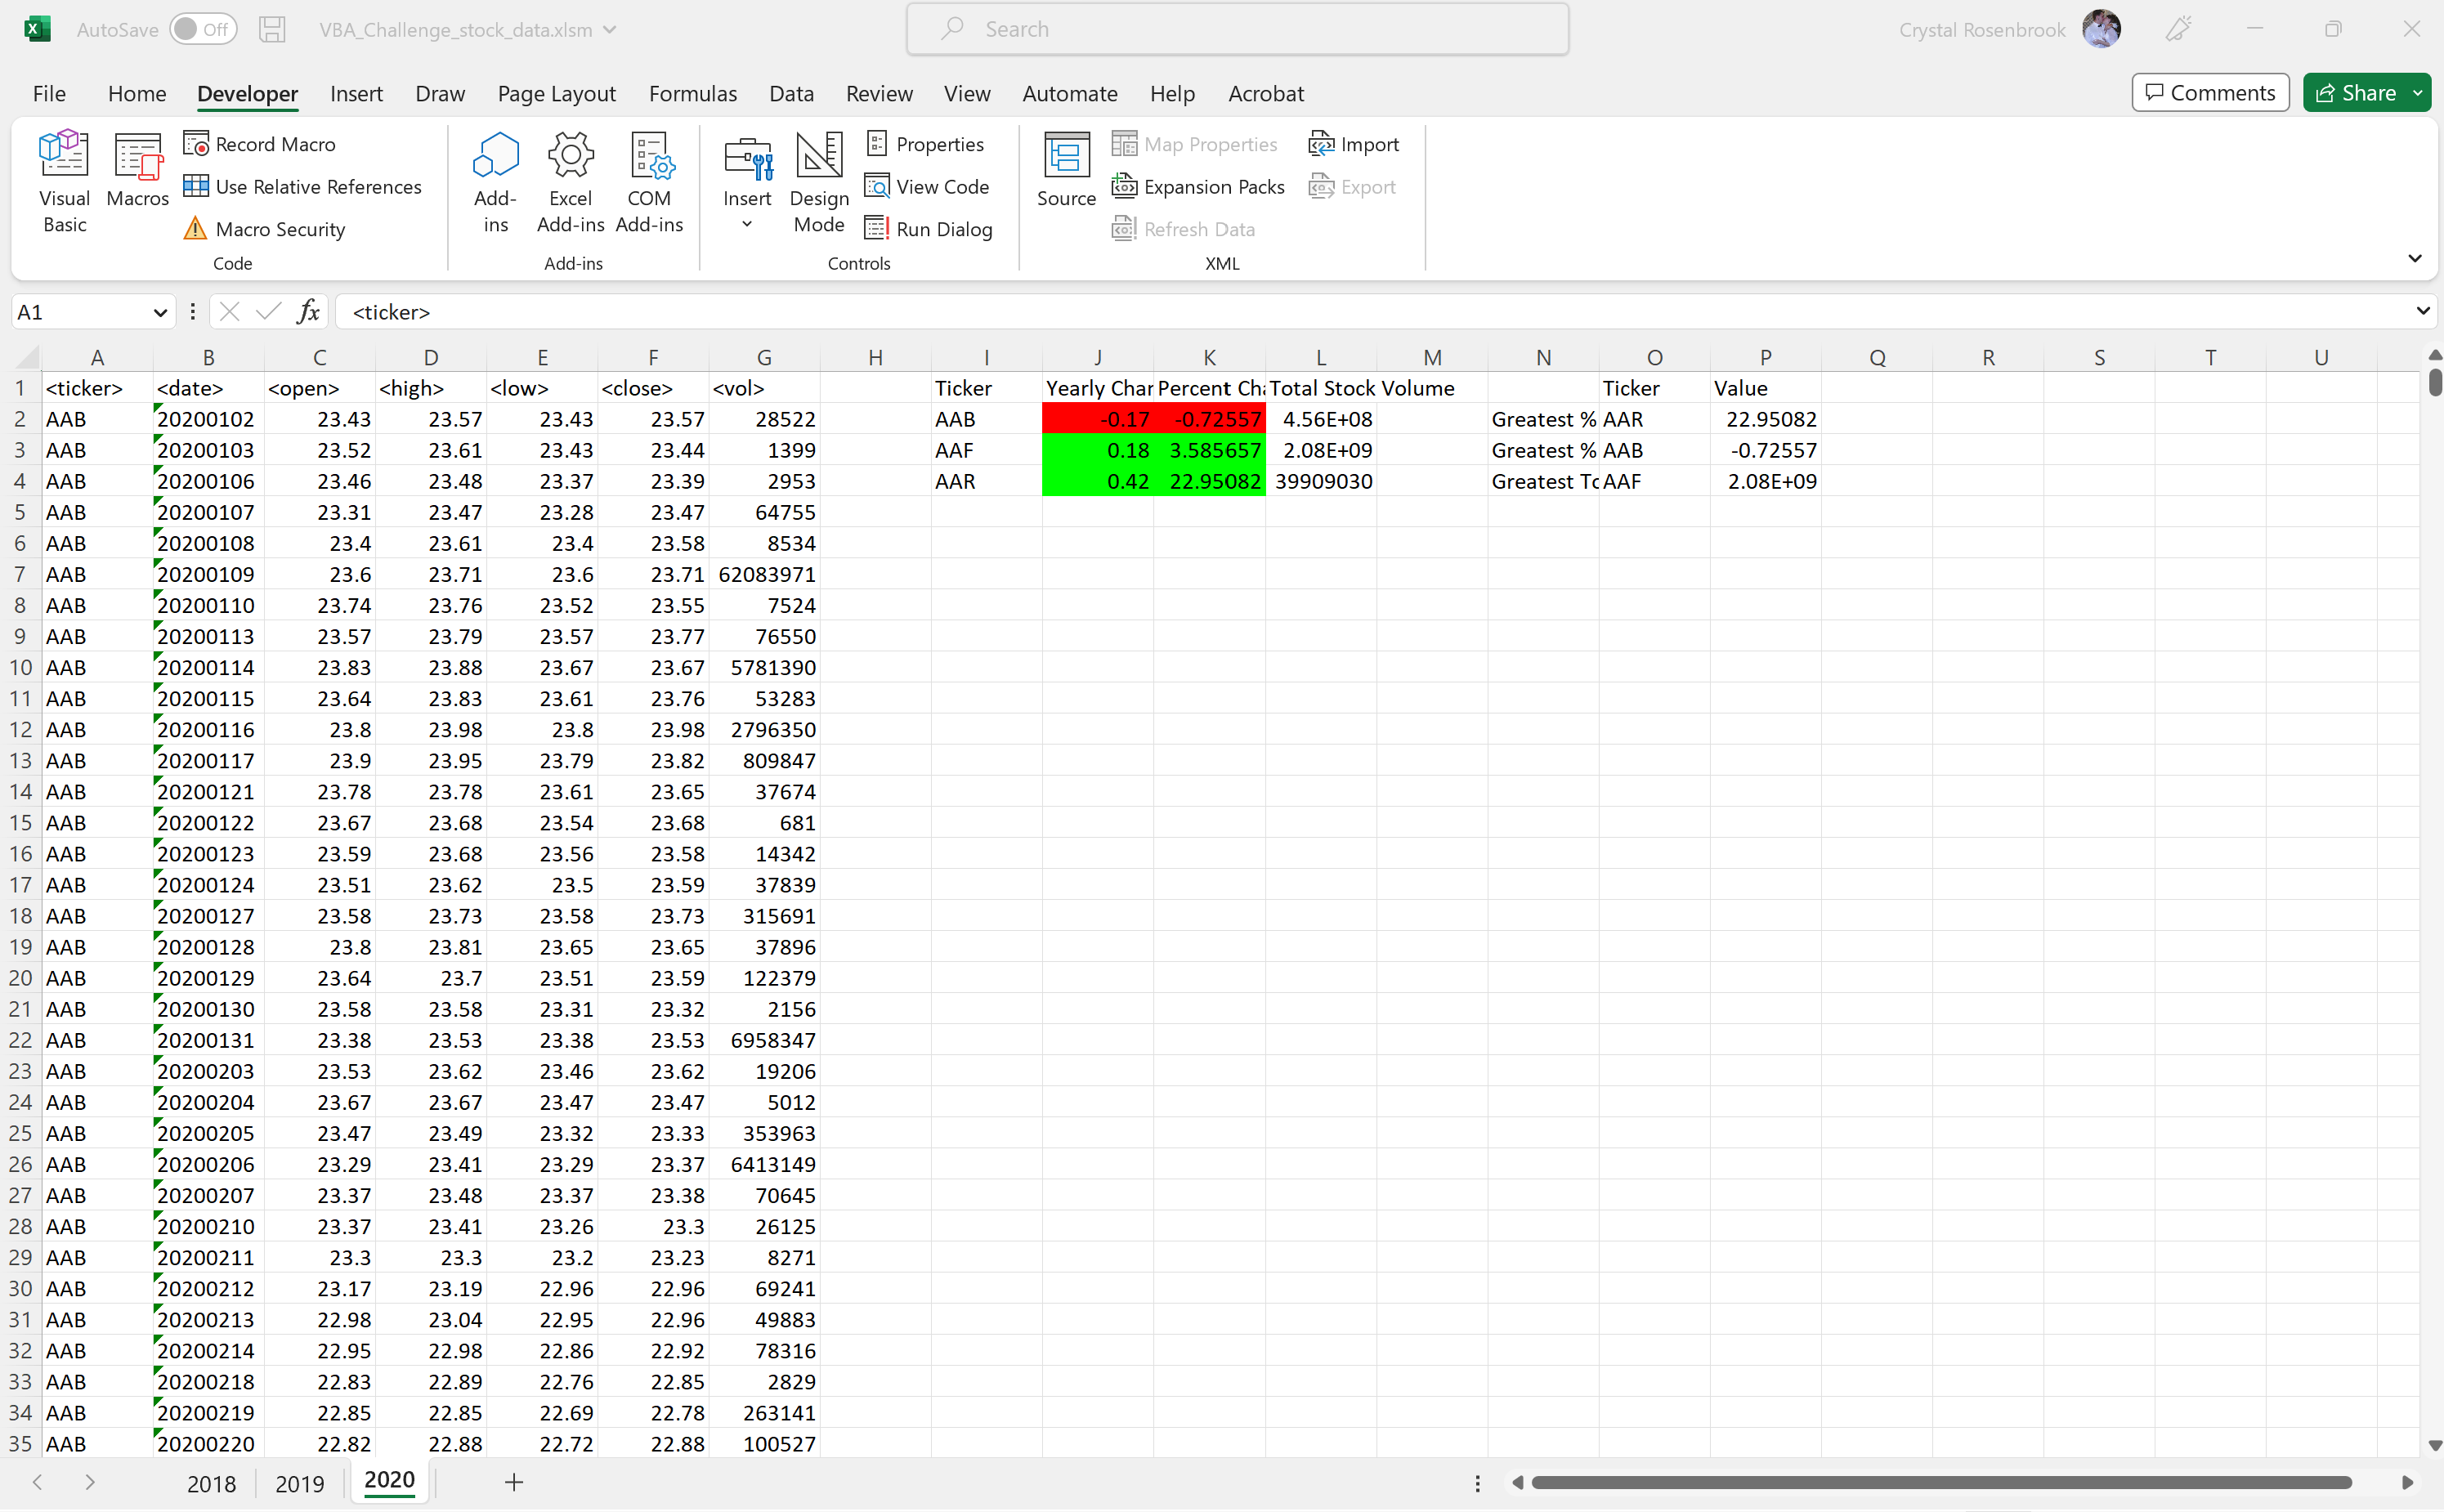 AutoSave Off VBA_Challenge_stock_data.xlsm Search Crystal Rosenbrook
File Home Developer Insert Draw Page Layout Formulas Data Review View Automate Help Acrobat Comments Share
Visual Basic
Macros
Record Macro
Use Relative References
Macro Security
Code
Add-ins
Excel Add-ins
COM Add-ins
Add-ins
Insert
Design Mode
Properties
View Code
Run Dialog
Controls
Source
Map Properties
Expansion Packs
Refresh Data
Import
Export
XML
A1 fx <ticker>
A B C D E F G H I J K L M N O P Q R S T U
1 <ticker> <date> <open> <high> <low> <close> <vol> Ticker Yearly Char Percent Cha Total Stock Volume Ticker Value
2 AAB 20200102 23.43 23.57 23.43 23.57 28522 AAB -0.17 -0.72557 4.56E+08 Greatest % AAR 22.95082
3 AAB 20200103 23.52 23.61 23.43 23.44 1399 AAF 0.18 3.585657 2.08E+09 Greatest % AAB -0.72557
4 AAB 20200106 23.46 23.48 23.37 23.39 2953 AAR 0.42 22.95082 39909030 Greatest To AAF 2.08E+09
5 AAB 20200107 23.31 23.47 23.28 23.47 64755
6 AAB 20200108 23.4 23.61 23.4 23.58 8534
7 AAB 20200109 23.6 23.71 23.6 23.71 62083971
8 AAB 20200110 23.74 23.76 23.52 23.55 7524
9 AAB 20200113 23.57 23.79 23.57 23.77 76550
10 AAB 20200114 23.83 23.88 23.67 23.67 5781390
11 AAB 20200115 23.64 23.83 23.61 23.76 53283
12 AAB 20200116 23.8 23.98 23.8 23.98 2796350
13 AAB 20200117 23.9 23.95 23.79 23.82 809847
14 AAB 20200121 23.78 23.78 23.61 23.65 37674
15 AAB 20200122 23.67 23.68 23.54 23.68 681
16 AAB 20200123 23.59 23.68 23.56 23.58 14342
17 AAB 20200124 23.51 23.62 23.5 23.59 37839
18 AAB 20200127 23.58 23.73 23.58 23.73 315691
19 AAB 20200128 23.8 23.81 23.65 23.65 37896
20 AAB 20200129 23.64 23.7 23.51 23.59 122379
21 AAB 20200130 23.58 23.58 23.31 23.32 2156
22 AAB 20200131 23.38 23.53 23.38 23.53 6958347
23 AAB 20200203 23.53 23.62 23.46 23.62 19206
24 AAB 20200204 23.67 23.67 23.47 23.47 5012
25 AAB 20200205 23.47 23.49 23.32 23.33 353963
26 AAB 20200206 23.29 23.41 23.29 23.37 6413149
27 AAB 20200207 23.37 23.48 23.37 23.38 70645
28 AAB 20200210 23.37 23.41 23.26 23.3 26125
29 AAB 20200211 23.3 23.3 23.2 23.23 8271
30 AAB 20200212 23.17 23.19 22.96 22.96 69241
31 AAB 20200213 22.98 23.04 22.95 22.96 49883
32 AAB 20200214 22.95 22.98 22.86 22.92 78316
33 AAB 20200218 22.83 22.89 22.76 22.85 2829
34 AAB 20200219 22.85 22.85 22.69 22.78 263141
35 AAB 20200220 22.82 22.88 22.72 22.88 100527
2018 2019 2020